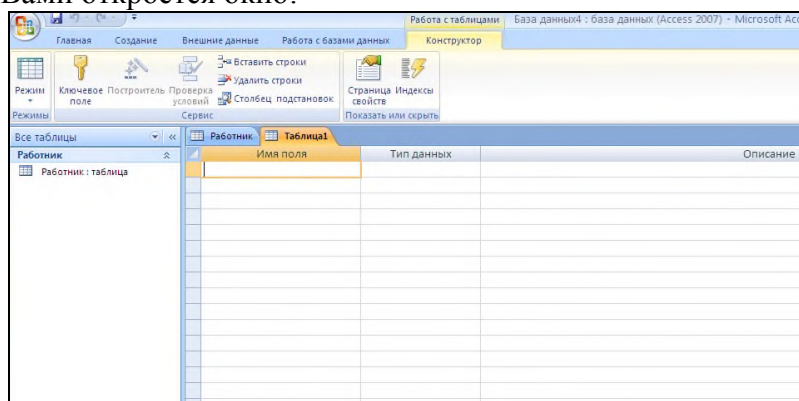 Вами откроется окно:
Работа с таблицами База данных4 : база данных (Access 2007) - Microsoft Acc
Главная Создание Внешние данные Работа с базами данных Конструктор
Режим
Ключевое поле
Построитель
Проверка условий
Вставить строки
Удалить строки
Столбец подстановок
Страница свойств
Индексы
Режимы Сервис Показать или скрыть
Все таблицы
Работник Таблица1
Работник
Имя поля Тип данных Описание
Работник : таблица